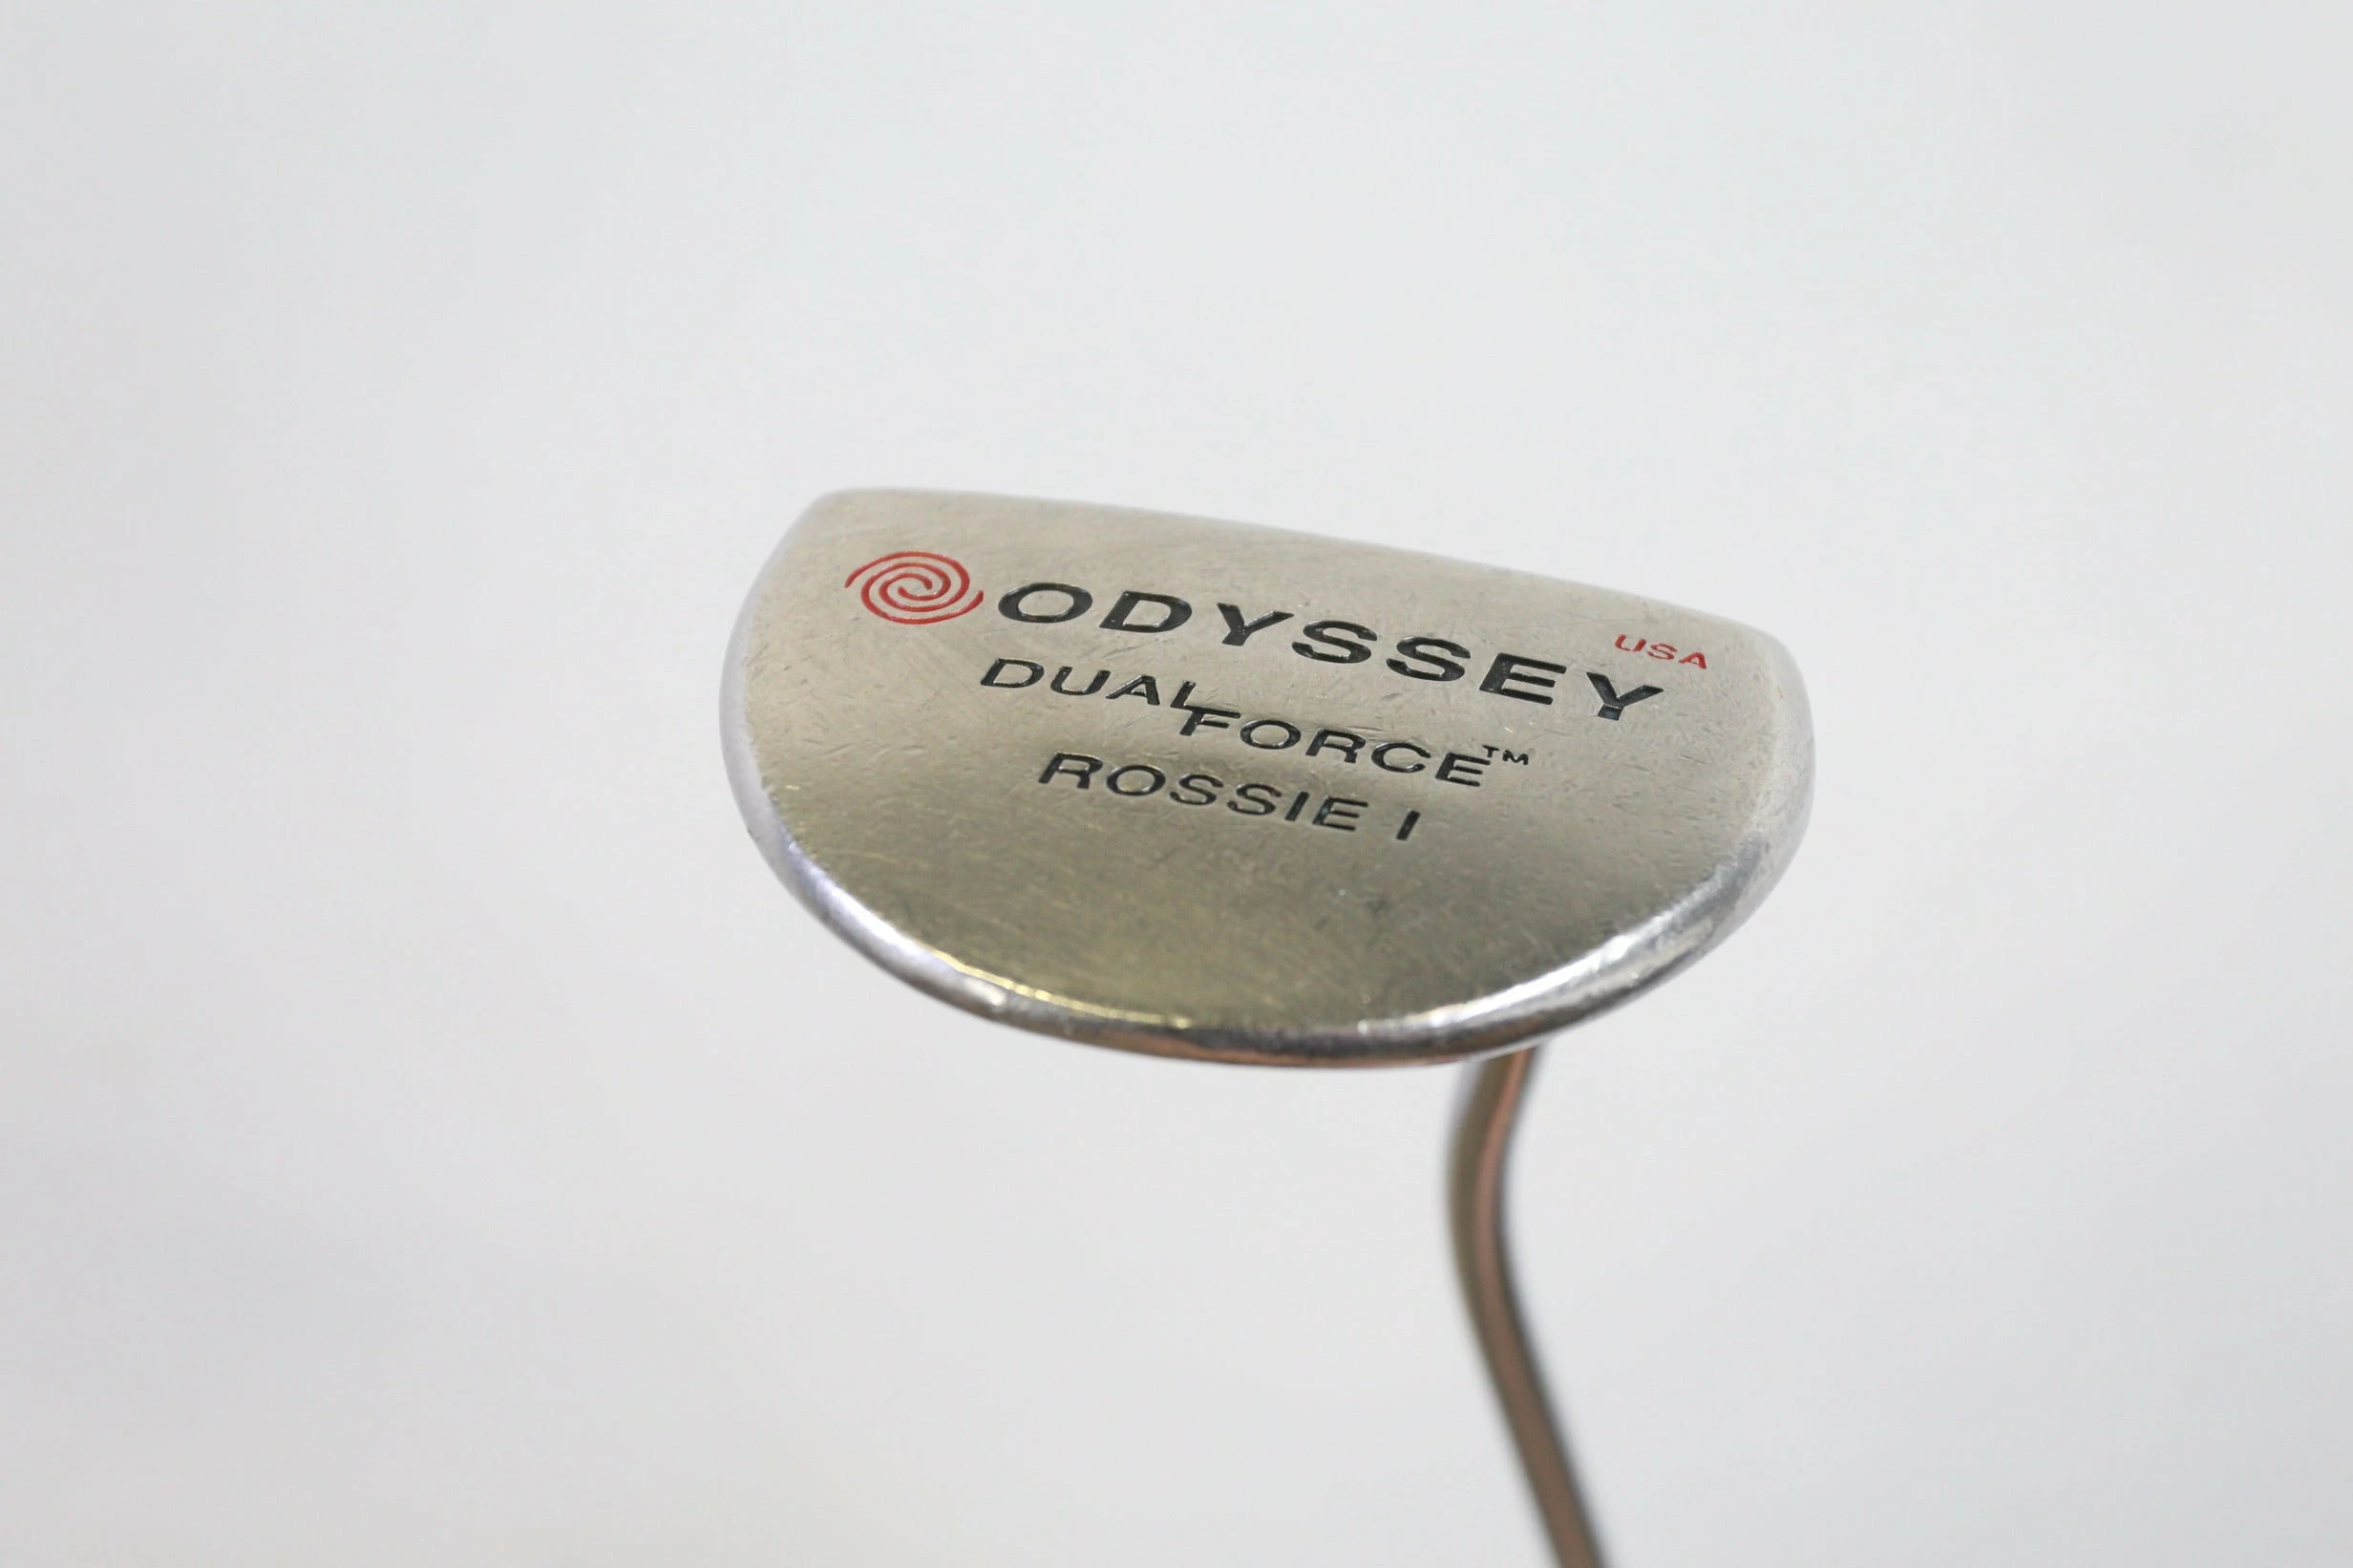 ODYSSEY USA
DUAL FORCE™
ROSSIE I